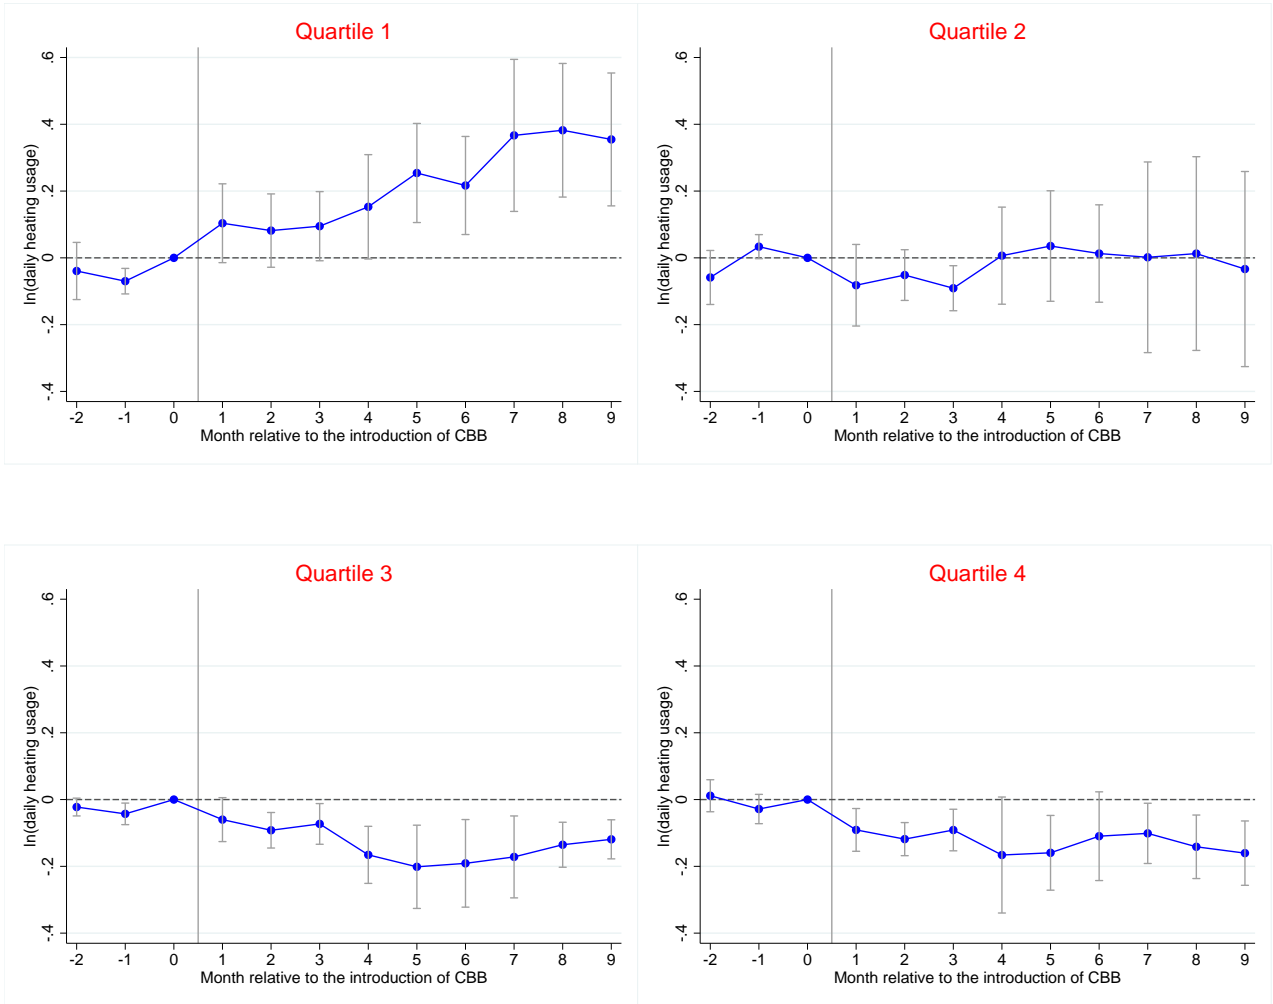 Quartile 1
ln(daily heating usage)
.6
.4
.2
0
-.2
-.4
-2 -1 0 1 2 3 4 5 6 7 8 9
Month relative to the introduction of CBB
Quartile 2
ln(daily heating usage)
.6
.4
.2
0
-.2
-.4
-2 -1 0 1 2 3 4 5 6 7 8 9
Month relative to the introduction of CBB
Quartile 3
ln(daily heating usage)
.6
.4
.2
0
-.2
-.4
-2 -1 0 1 2 3 4 5 6 7 8 9
Month relative to the introduction of CBB
Quartile 4
ln(daily heating usage)
.6
.4
.2
0
-.2
-.4
-2 -1 0 1 2 3 4 5 6 7 8 9
Month relative to the introduction of CBB